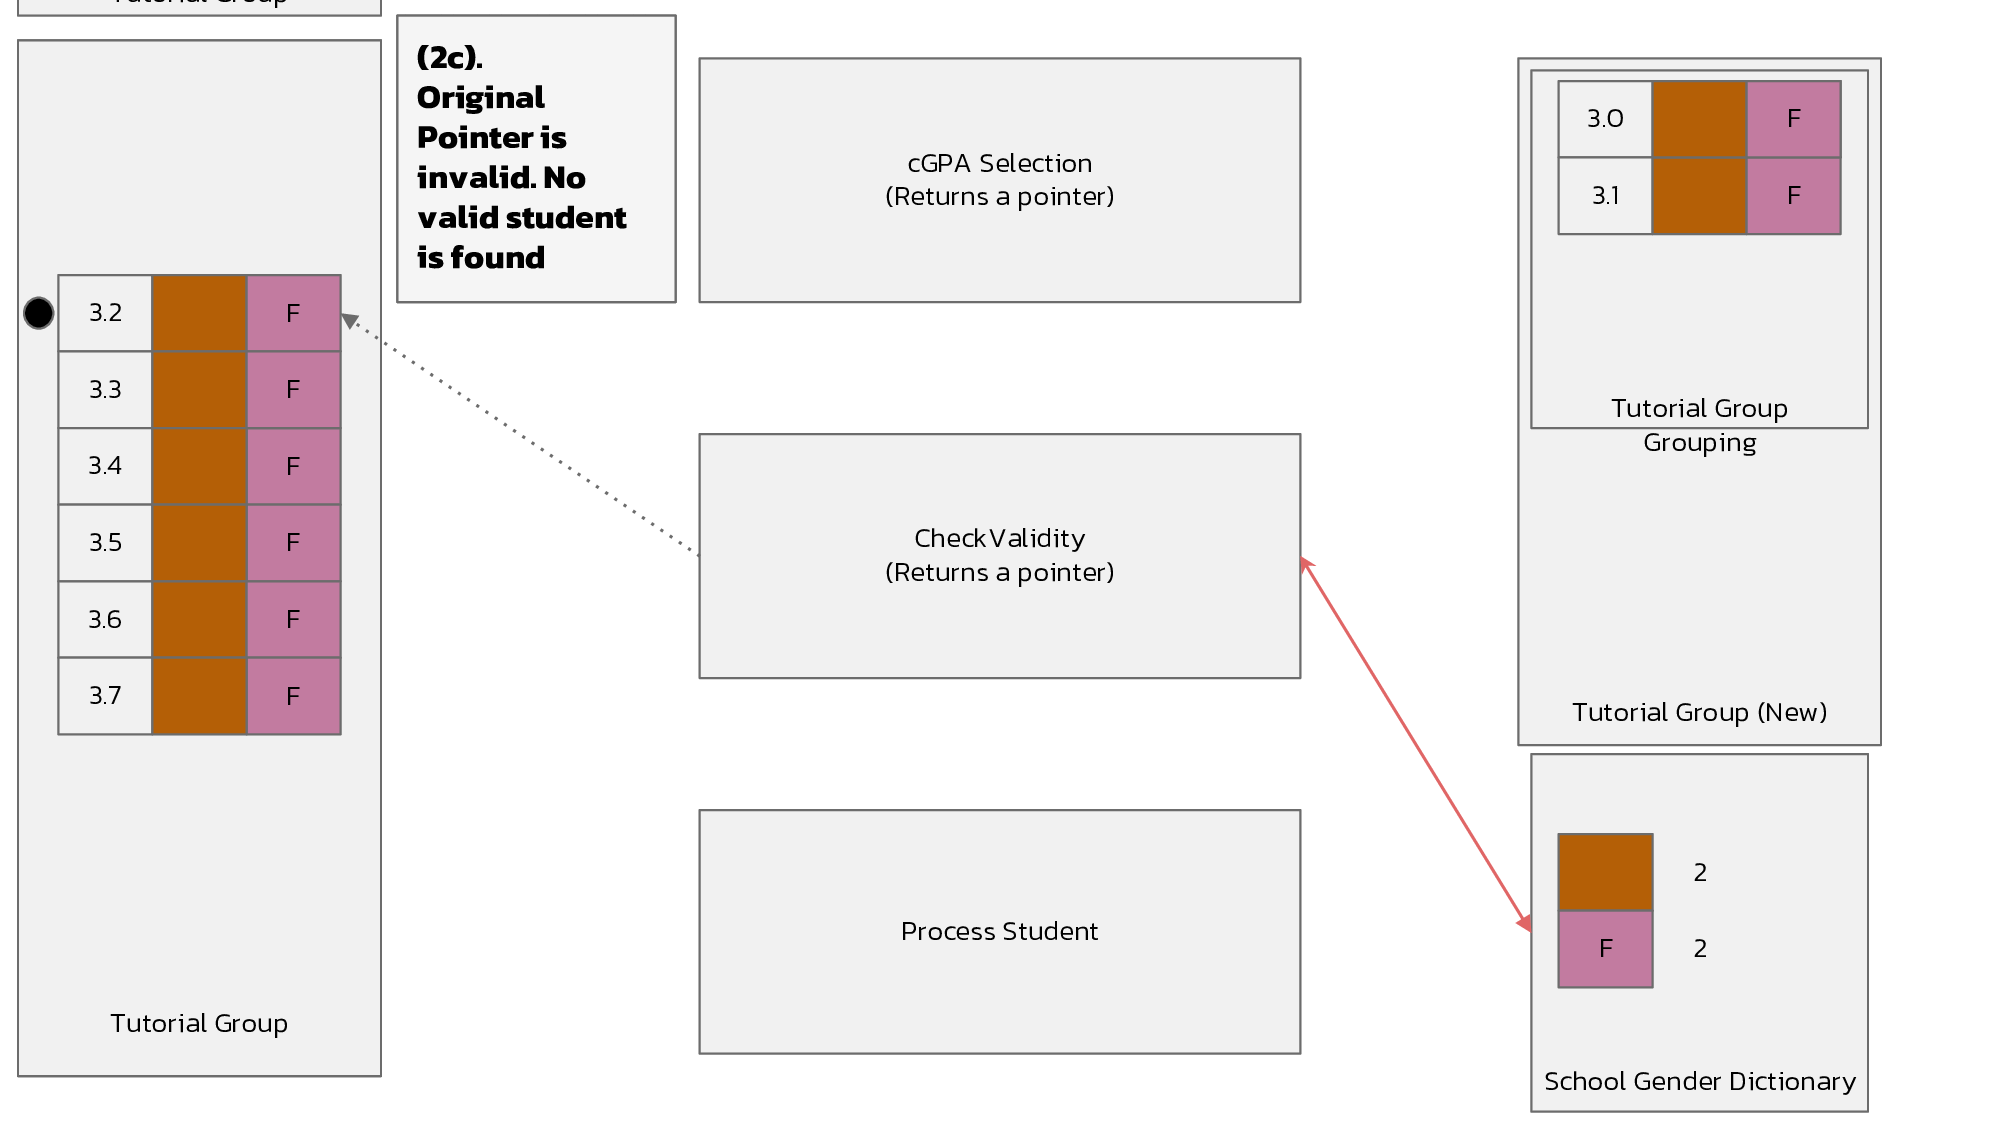 Tutorial Group
(2c).
Original
Pointer is
invalid. No
valid student
is found
3.2 F
3.3 F
3.4 F
3.5 F
3.6 F
3.7 F
Tutorial Group
cGPA Selection
(Returns a pointer)
CheckValidity
(Returns a pointer)
Process Student
3.0 F
3.1 F
Tutorial Group
Grouping
Tutorial Group (New)
2
F 2
School Gender Dictionary